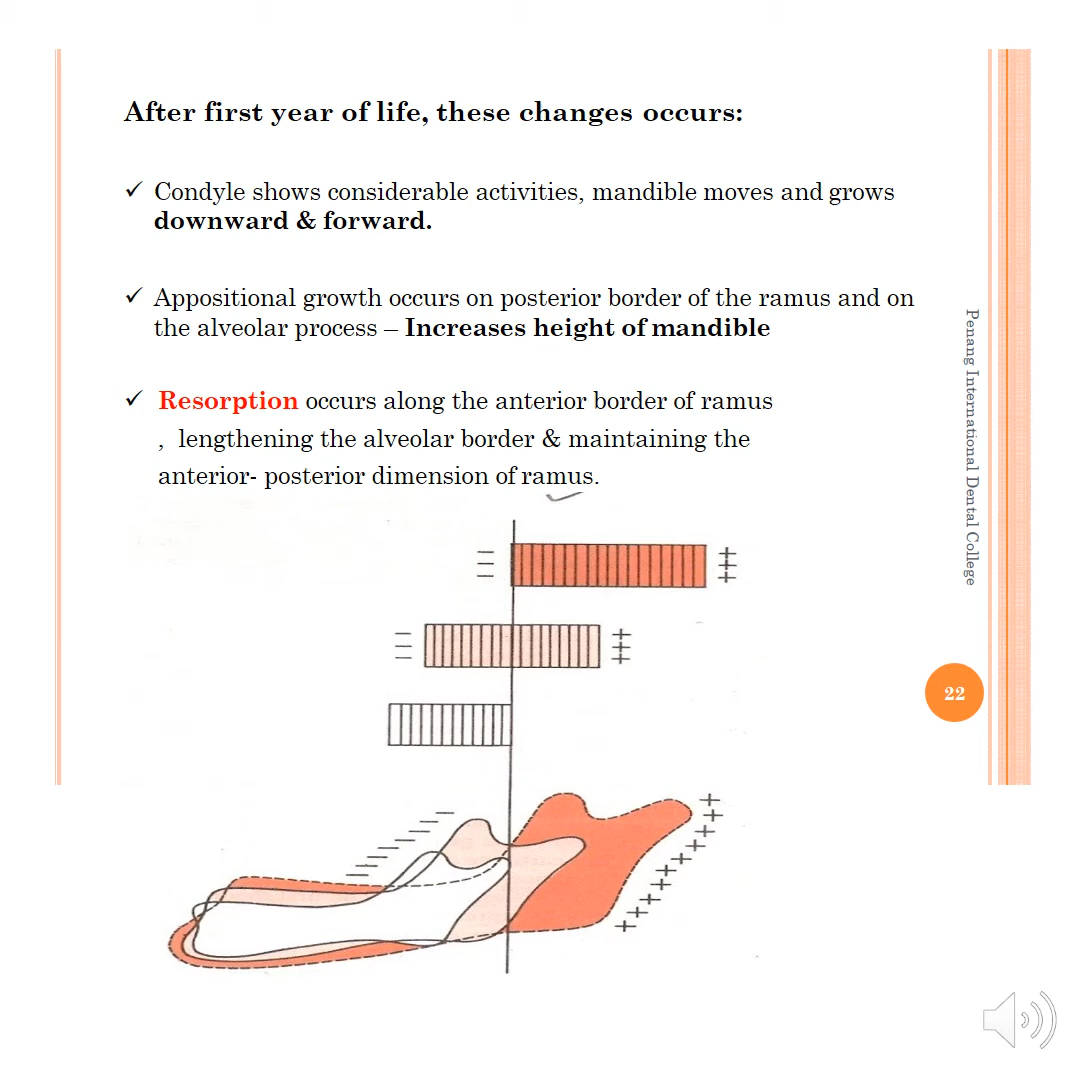 After first year of life, these changes occurs:
✓ Condyle shows considerable activities, mandible moves and grows
downward & forward.
✓ Appositional growth occurs on posterior border of the ramus and on
the alveolar process – Increases height of mandible
✓ Resorption occurs along the anterior border of ramus
, lengthening the alveolar border & maintaining the
anterior- posterior dimension of ramus.
Penang International Dental College
22